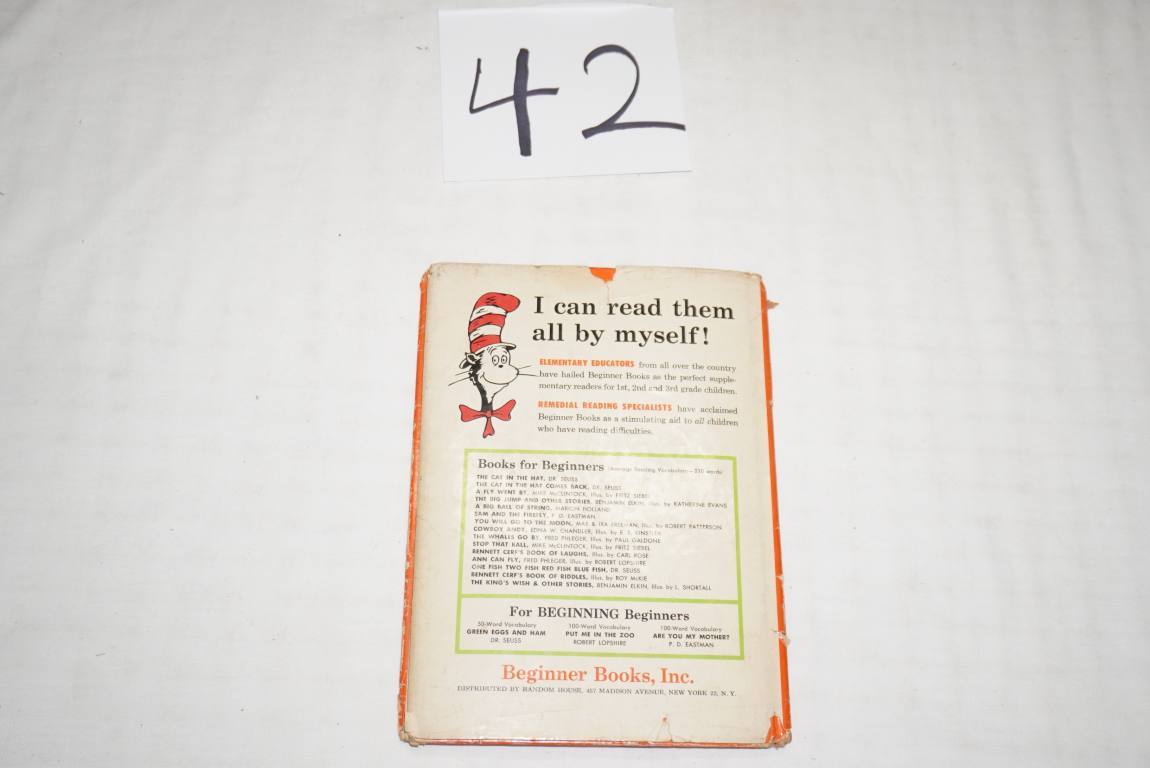 42
I can read them
all by myself!
ELEMENTARY EDUCATORS from all over the country
have hailed Beginner Books as the perfect supple-
mentary readers for 1st, 2nd and 3rd grade children.
REMEDIAL READING SPECIALISTS have acclaimed
Beginner Books as a stimulating aid to all children
who have reading difficulties.
Books for Beginners (Average Reading Vocabulary—230 words)
THE CAT IN THE HAT, DR. SEUSS
THE CAT IN THE HAT COMES BACK, DR. SEUSS
A FLY WENT BY, MIKE McCLINTOCK, Illus. by FRITZ SIEBEL
THE BIG JUMP AND OTHER STORIES, BENJAMIN ELKIN, Illus. by KATHERINE EVANS
A BIG BALL OF STRING, MARION HOLLAND
SAM AND THE FIREFLY, P. D. EASTMAN
YOU WILL GO TO THE MOON, MAE & IRA FREEMAN, Illus. by ROBERT PATTERSON
COWBOY ANDY, EDNA W. CHANDLER, Illus. by E. R. KINSTLER
THE WHALES GO BY, FRED PHLEGER, Illus. by PAUL GALDONE
STOP THAT BALL, MIKE McCLINTOCK, Illus. by FRITZ SIEBEL
BENNETT CERF'S BOOK OF LAUGHS, Illus. by CARL ROSE
ANN CAN FLY, FRED PHLEGER, Illus. by ROBERT LOPSHIRE
ONE FISH TWO FISH RED FISH BLUE FISH, DR. SEUSS
BENNETT CERF'S BOOK OF RIDDLES, Illus. by ROY McKIE
THE KING'S WISH & OTHER STORIES, BENJAMIN ELKIN, Illus. by L. SHORTALL
For BEGINNING Beginners
50-Word Vocabulary 100-Word Vocabulary 100-Word Vocabulary
GREEN EGGS AND HAM PUT ME IN THE ZOO ARE YOU MY MOTHER?
DR. SEUSS ROBERT LOPSHIRE P. D. EASTMAN
Beginner Books, Inc.
DISTRIBUTED BY RANDOM HOUSE, 457 MADISON AVENUE, NEW YORK 22, N. Y.